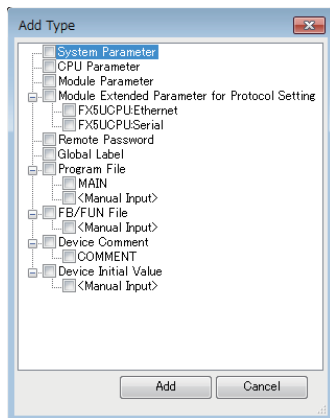 Add Type
System Parameter
CPU Parameter
Module Parameter
Module Extended Parameter for Protocol Setting
FX5UCPU:Ethernet
FX5UCPU:Serial
Remote Password
Global Label
Program File
MAIN
<Manual Input>
FB/FUN File
<Manual Input>
Device Comment
COMMENT
Device Initial Value
<Manual Input>
Add Cancel